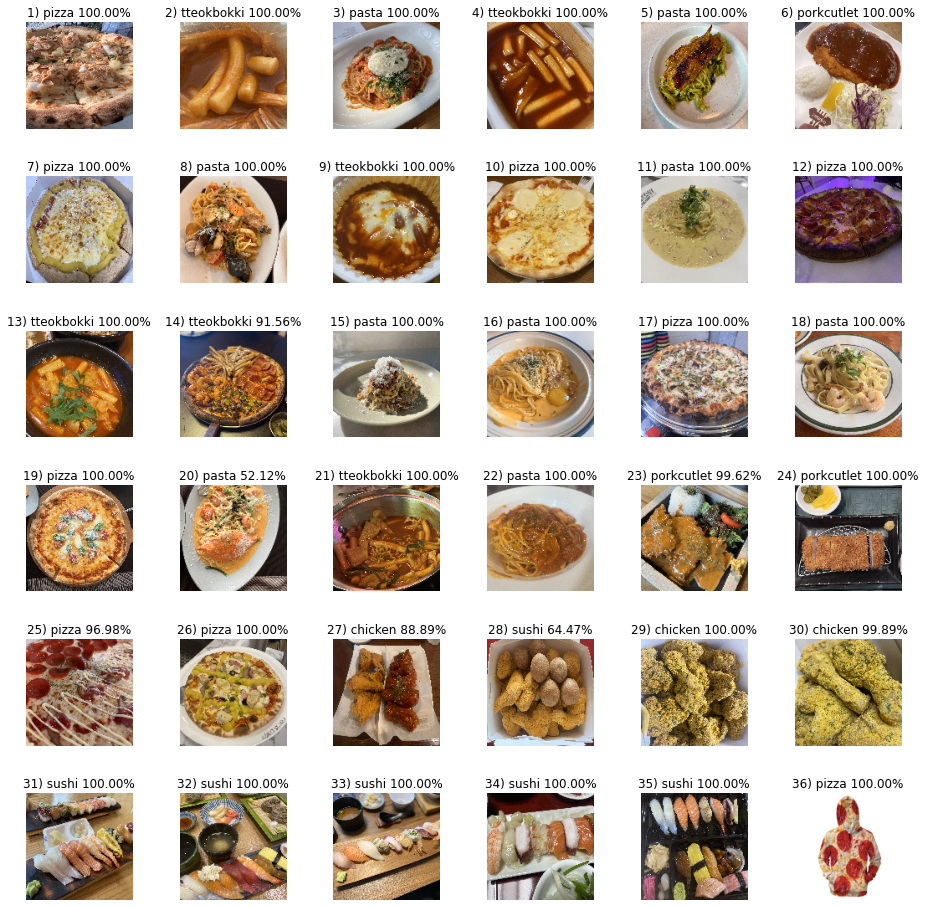 1) pizza 100.00%
2) tteokbokki 100.00%
3) pasta 100.00%
4) tteokbokki 100.00%
5) pasta 100.00%
6) porkcutlet 100.00%
7) pizza 100.00%
8) pasta 100.00%
9) tteokbokki 100.00%
10) pizza 100.00%
11) pasta 100.00%
12) pizza 100.00%
13) tteokbokki 100.00%
14) tteokbokki 91.56%
15) pasta 100.00%
16) pasta 100.00%
17) pizza 100.00%
18) pasta 100.00%
19) pizza 100.00%
20) pasta 52.12%
21) tteokbokki 100.00%
22) pasta 100.00%
23) porkcutlet 99.62%
24) porkcutlet 100.00%
25) pizza 96.98%
26) pizza 100.00%
27) chicken 88.89%
28) sushi 64.47%
29) chicken 100.00%
30) chicken 99.89%
31) sushi 100.00%
32) sushi 100.00%
33) sushi 100.00%
34) sushi 100.00%
35) sushi 100.00%
36) pizza 100.00%